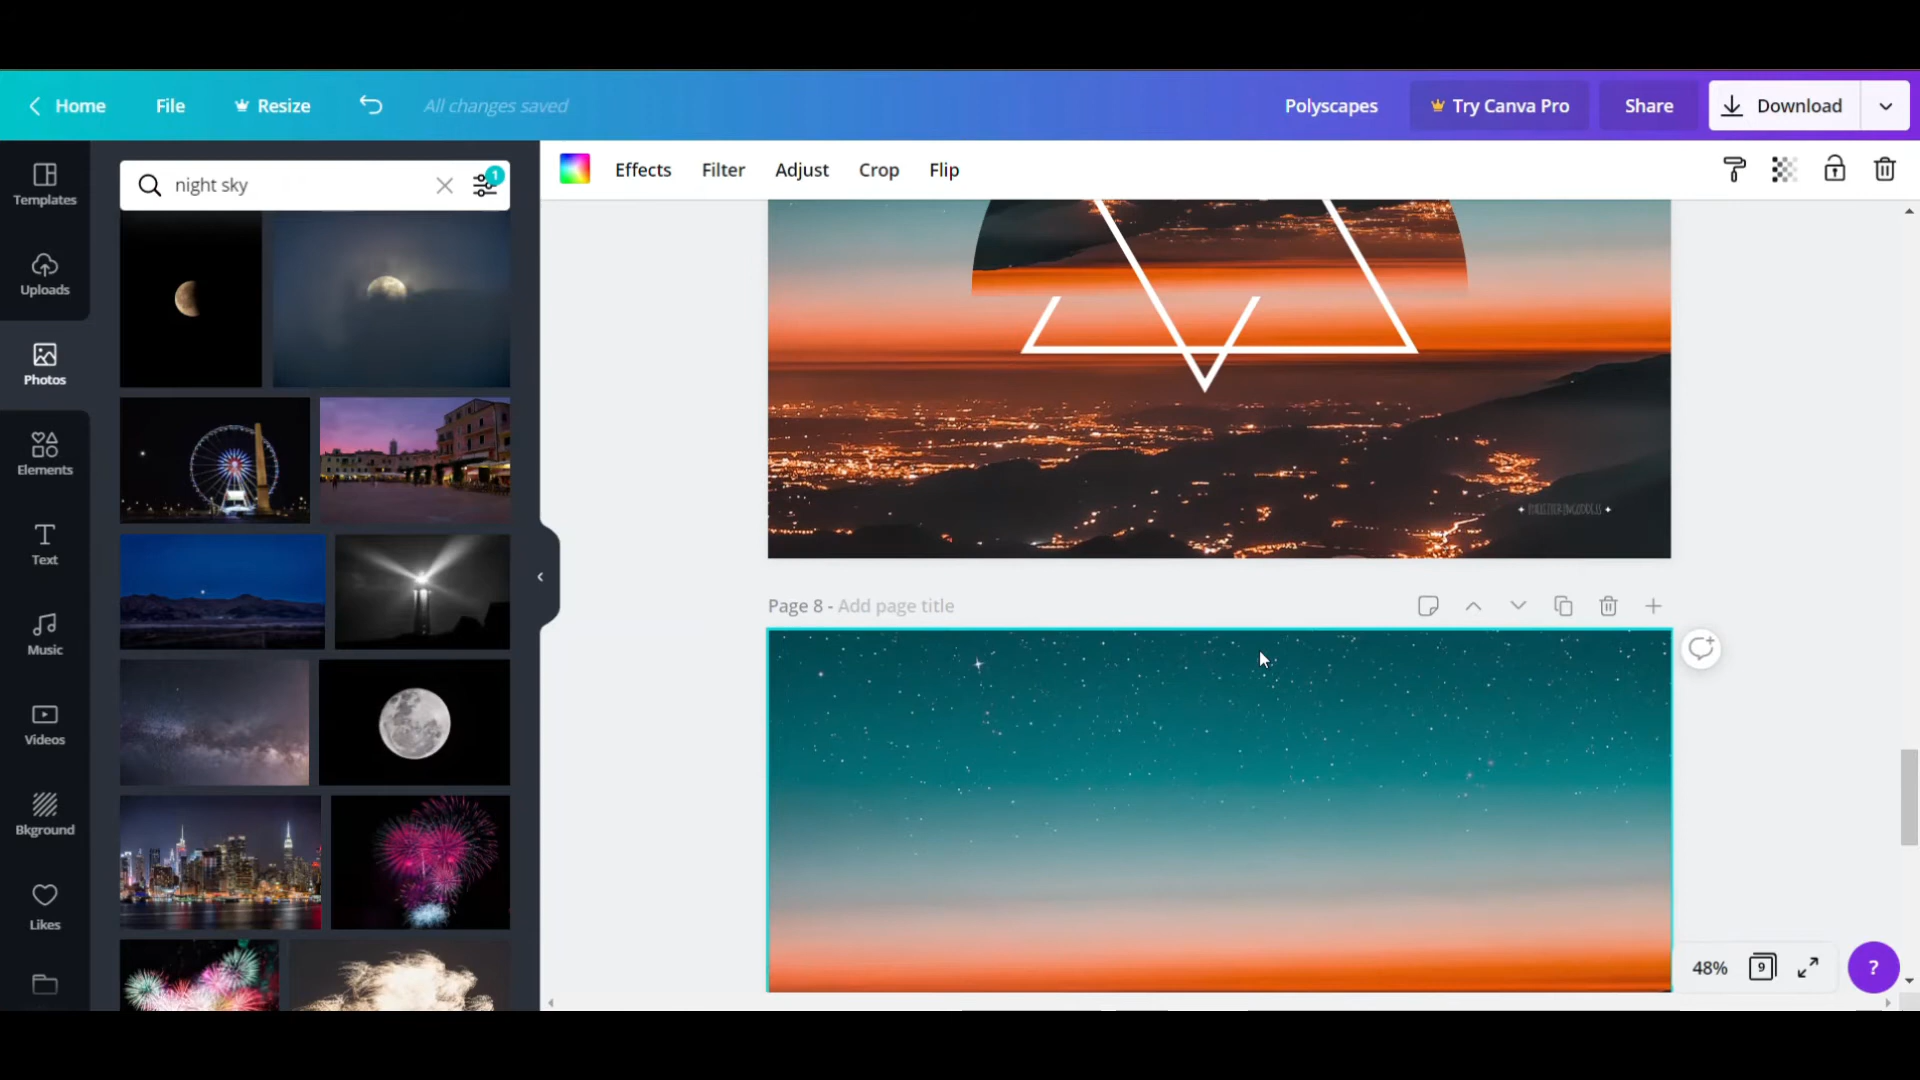 Home File Resize All changes saved Polyscapes Try Canva Pro Share Download
night sky 1
Effects Filter Adjust Crop Flip
Templates
Uploads
Photos
Elements
Text
Music
Videos
Bkground
Likes
Page 8 - Add page title
48% 9 ?